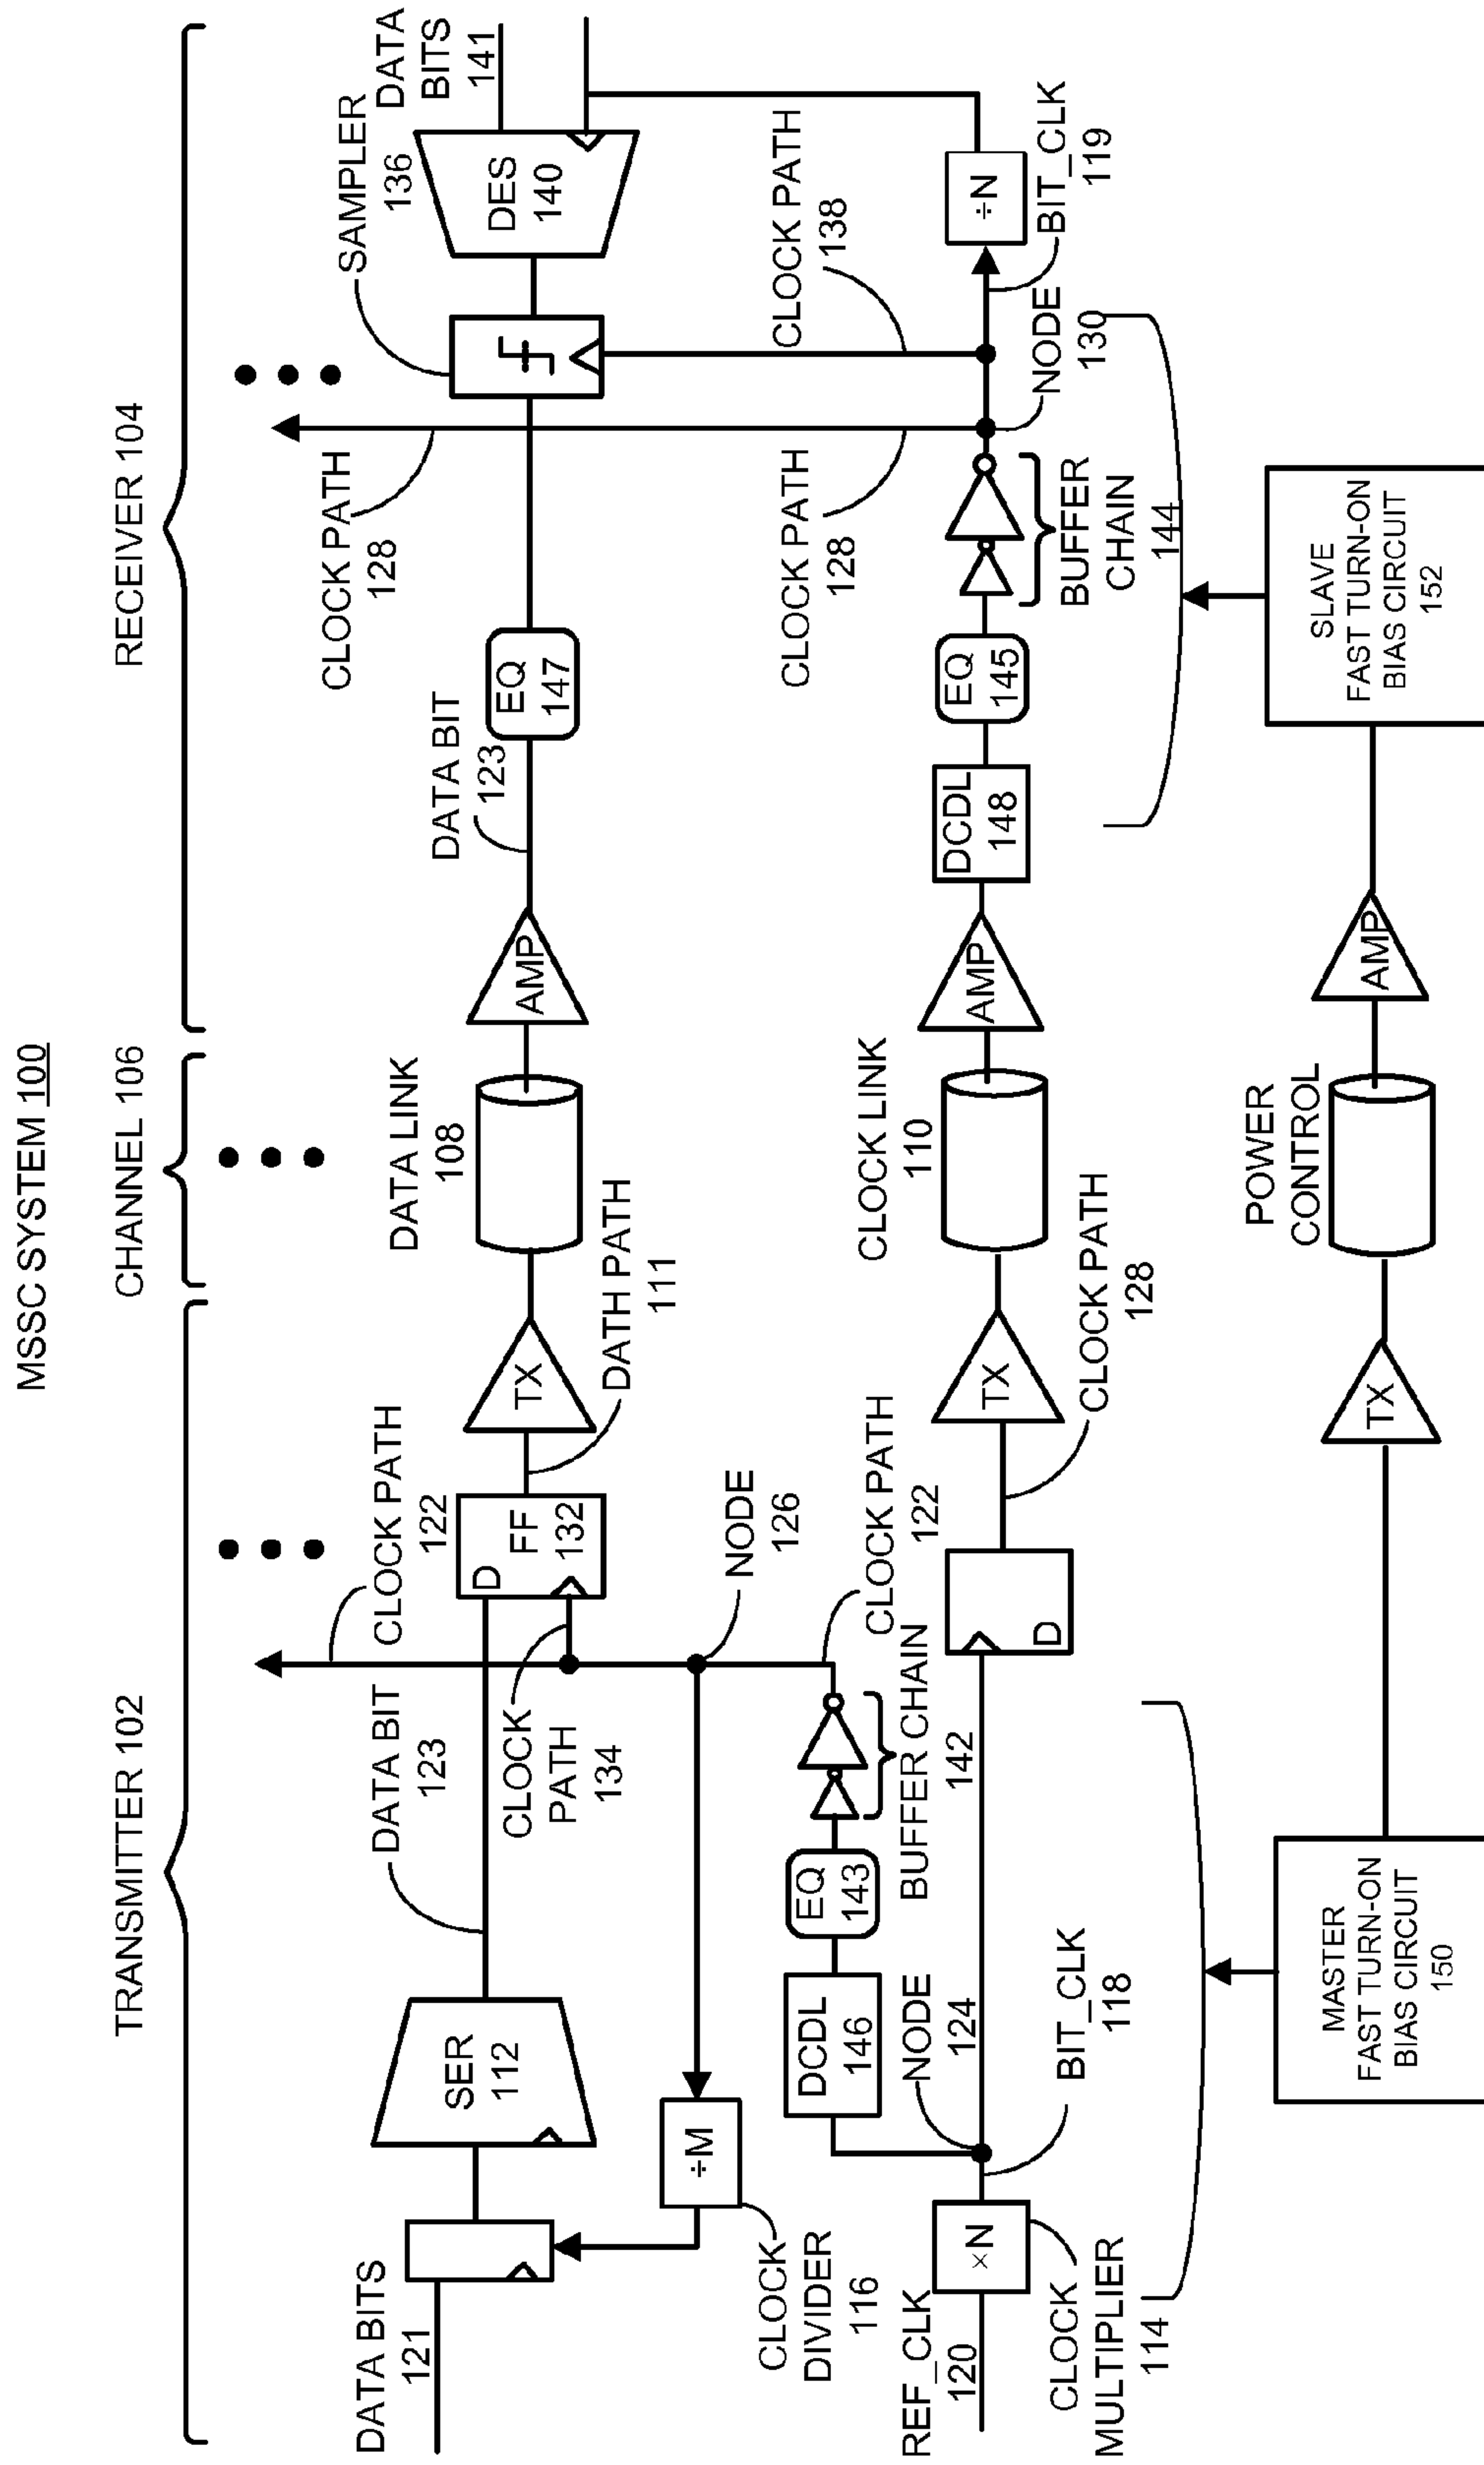 MSSC SYSTEM 100
TRANSMITTER 102
CHANNEL 106
RECEIVER 104
DATA BITS
121
SER
112
DATA BIT
123
CLOCK PATH
122
D
FF
132
CLOCK
PATH
134
TX
DATH PATH
111
DATA LINK
108
AMP
DATA BIT
123
EQ
147
CLOCK PATH
128
SAMPLER
136
DES
140
DATA
BITS
141
÷M
CLOCK
DIVIDER
116
NODE
126
CLOCK PATH
122
DCDL
146
EQ
143
BUFFER CHAIN
142
REF_CLK
120
×N
CLOCK
MULTIPLIER
114
NODE
124
BIT_CLK
118
D
TX
CLOCK PATH
128
CLOCK LINK
110
AMP
DCDL
148
EQ
145
BUFFER
CHAIN
144
CLOCK PATH
128
CLOCK PATH
138
NODE
130
BIT_CLK
119
÷N
MASTER
FAST TURN-ON
BIAS CIRCUIT
150
TX
POWER
CONTROL
AMP
SLAVE
FAST TURN-ON
BIAS CIRCUIT
152